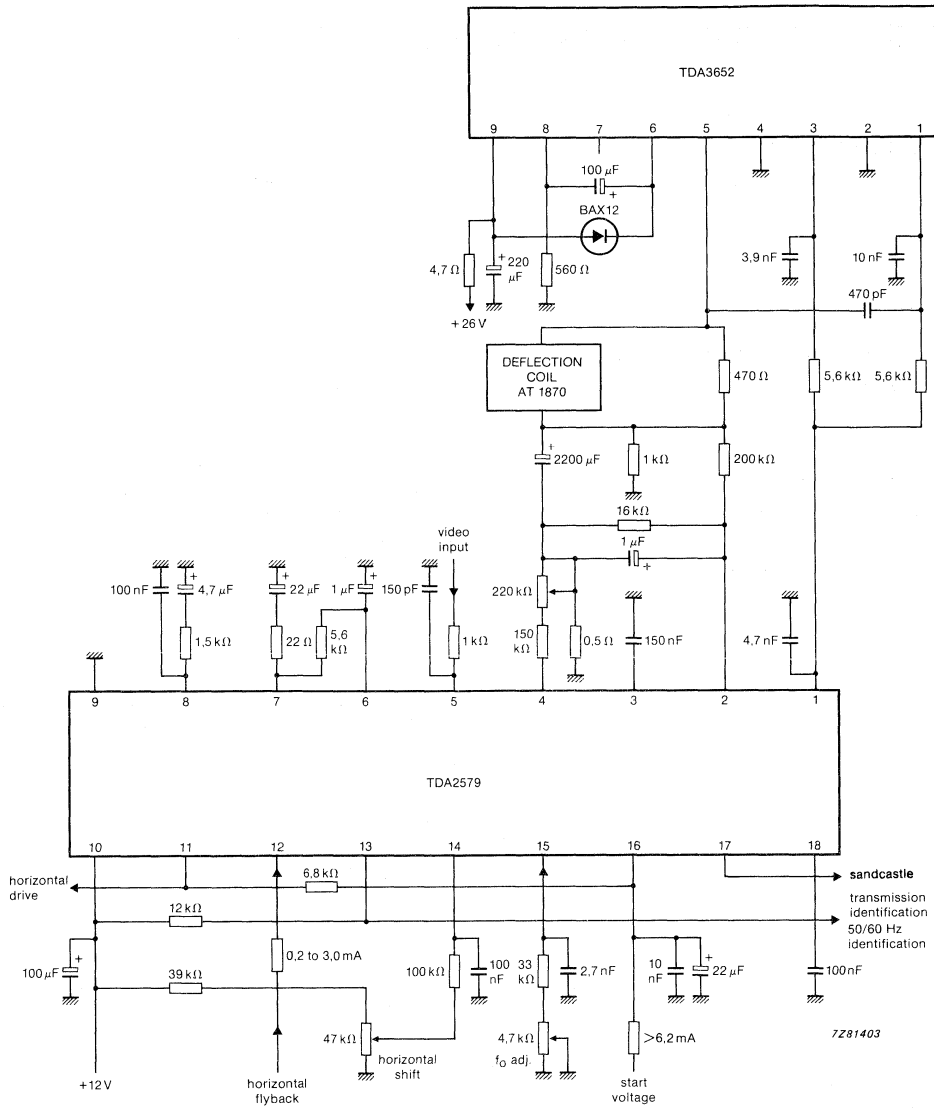 TDA3652
9 8 7 6 5 4 3 2 1
100 μF
+
BAX12
4,7 Ω
+
220
μF
560 Ω
3,9 nF
10 nF
470 pF
+26 V
DEFLECTION
COIL
AT 1870
470 Ω
5,6 kΩ
5,6 kΩ
+
2200 μF
1 kΩ
200 kΩ
16 kΩ
1 μF
+
video
input
100 nF
+
4,7 μF
+
22 μF
1 μF
+
150 pF
220 kΩ
1,5 kΩ
22 Ω
5,6
kΩ
1 kΩ
150
kΩ
0,5 Ω
150 nF
4,7 nF
9 8 7 6 5 4 3 2 1
TDA2579
10 11 12 13 14 15 16 17 18
horizontal
drive
6,8 kΩ
sandcastle
12 kΩ
transmission
identification
50/60 Hz
identification
100 μF
+
0,2 to 3,0 mA
39 kΩ
100 kΩ
100
nF
33
kΩ
2,7 nF
10
nF
+
22 μF
100 nF
47 kΩ
horizontal
shift
4,7 kΩ
fO adj.
>6,2 mA
7Z81403
+12 V
horizontal
flyback
start
voltage